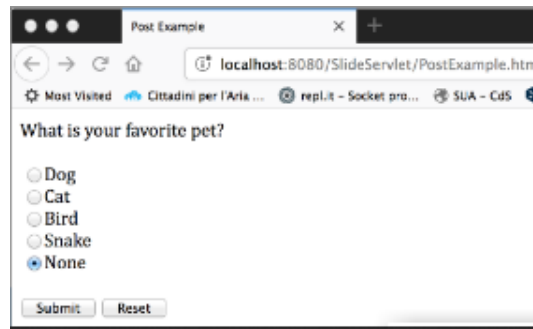 Post Example
localhost:8080/SlideServlet/PostExample.htm
Most Visited Cittadini per l'Aria ... repl.it - Socket pro... SUA - CdS
What is your favorite pet?
Dog
Cat
Bird
Snake
None
Submit Reset